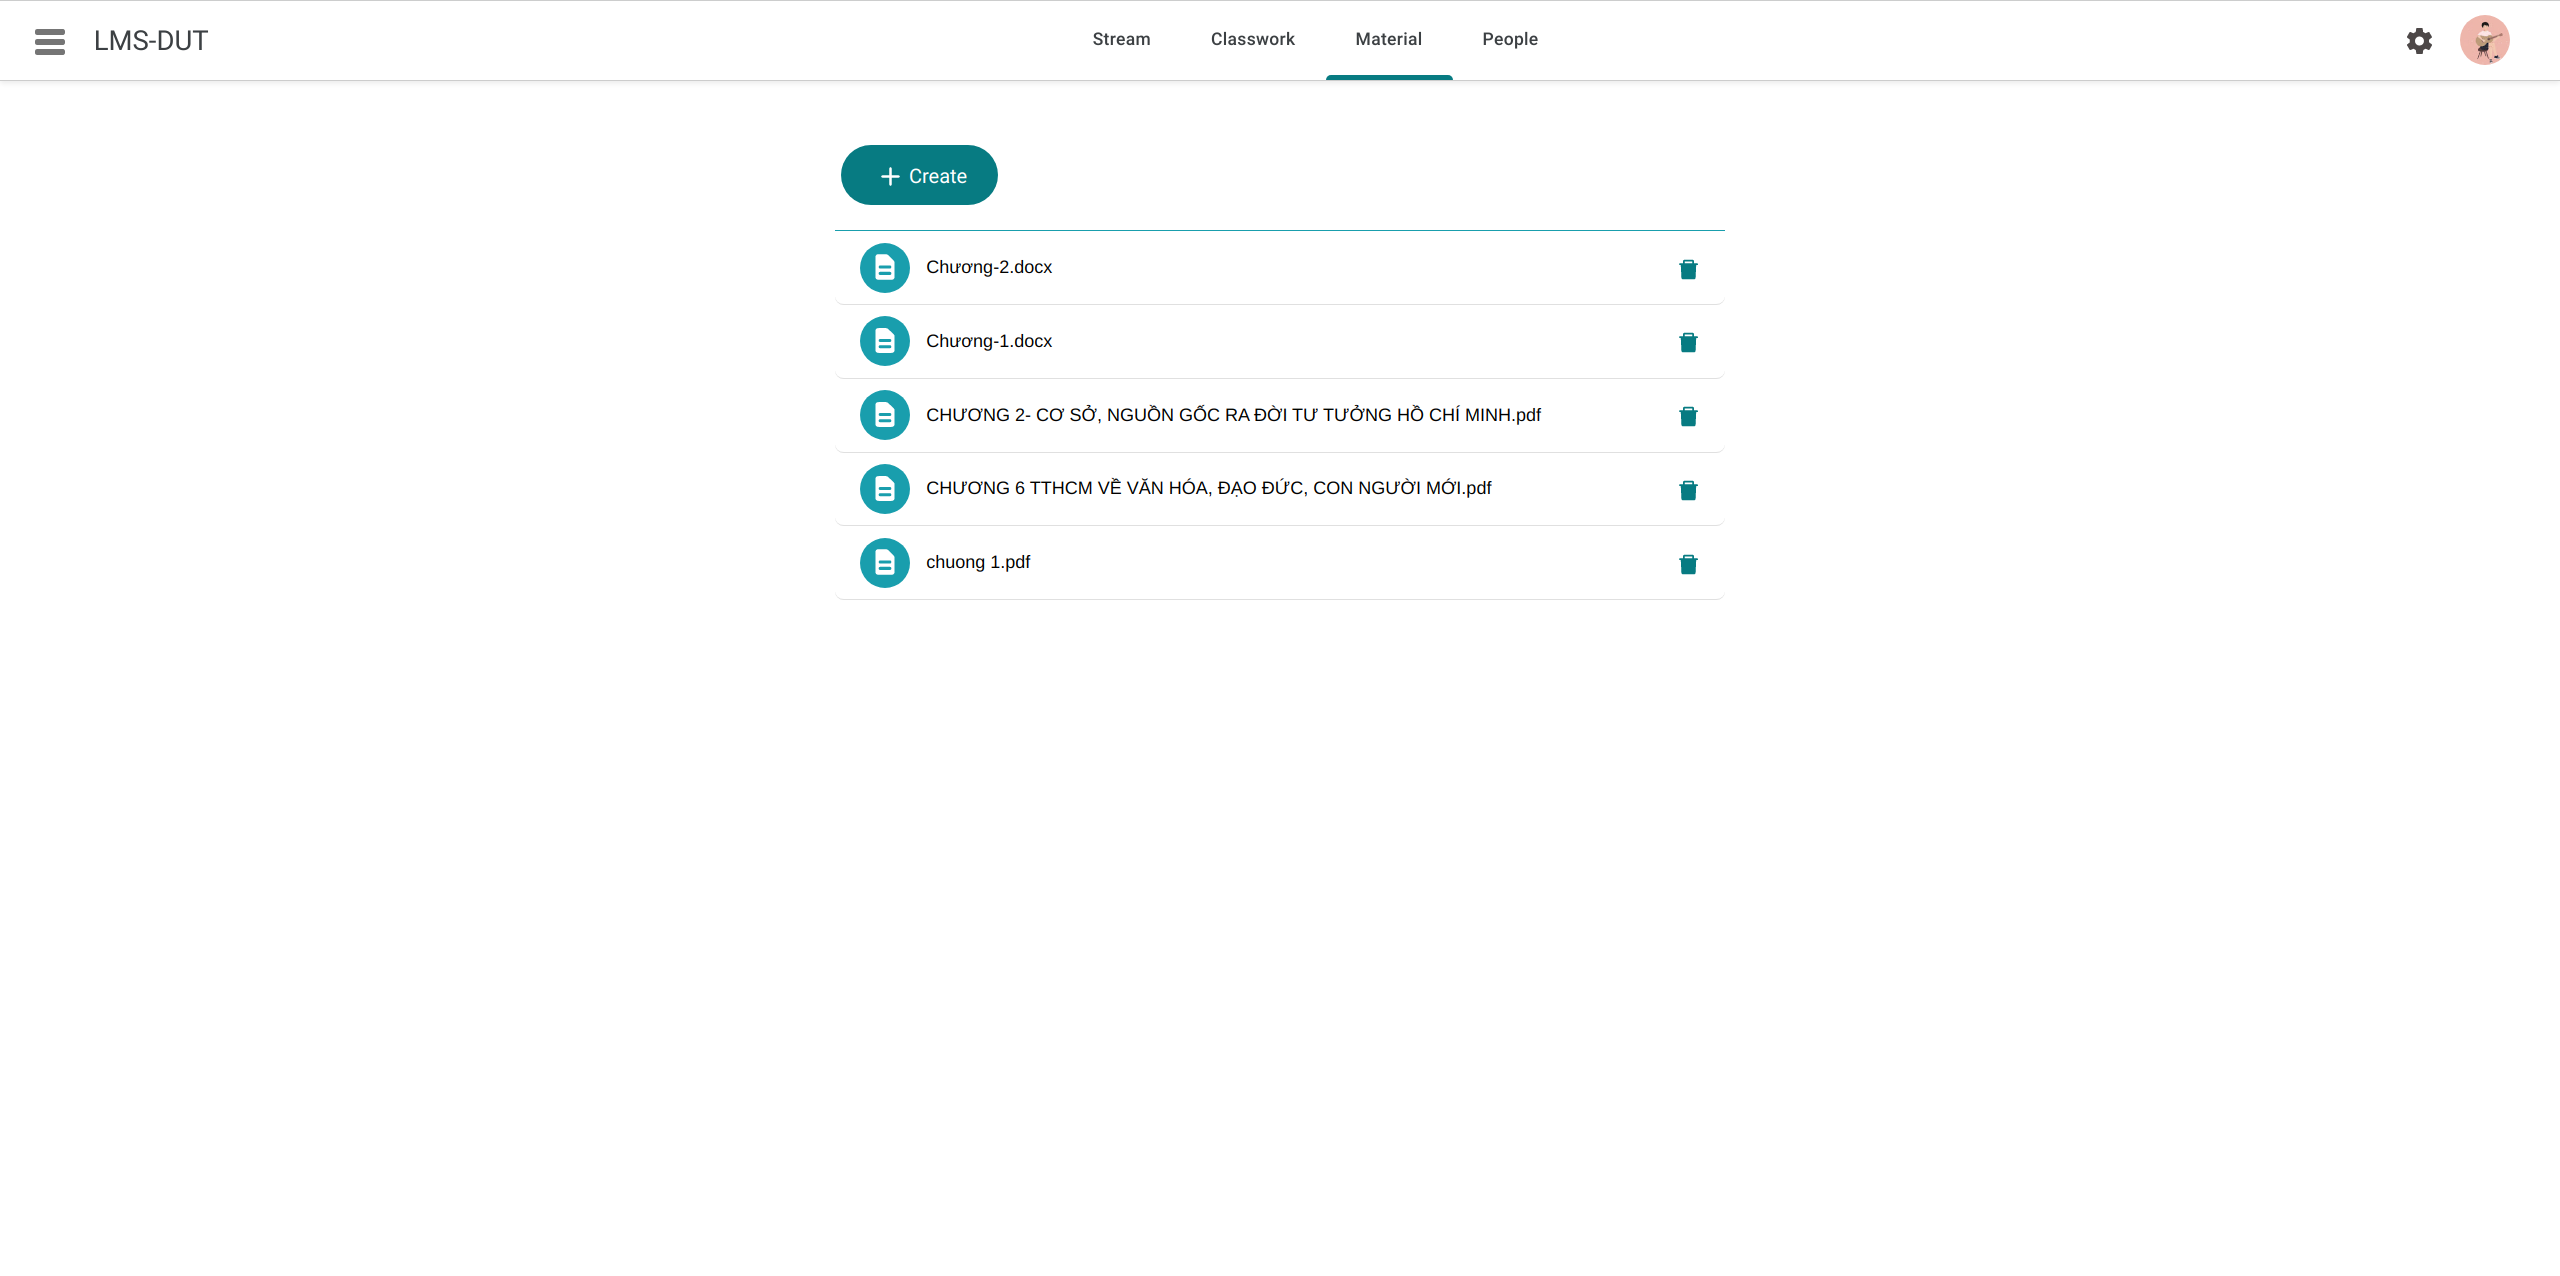 LMS-DUT
Stream
Classwork
Material
People
Create
Chương-2.docx
Chương-1.docx
CHƯƠNG 2- CƠ SỞ, NGUỒN GỐC RA ĐỜI TƯ TƯỞNG HỒ CHÍ MINH.pdf
CHƯƠNG 6 TTHCM VỀ VĂN HÓA, ĐẠO ĐỨC, CON NGƯỜI MỚI.pdf
chuong 1.pdf